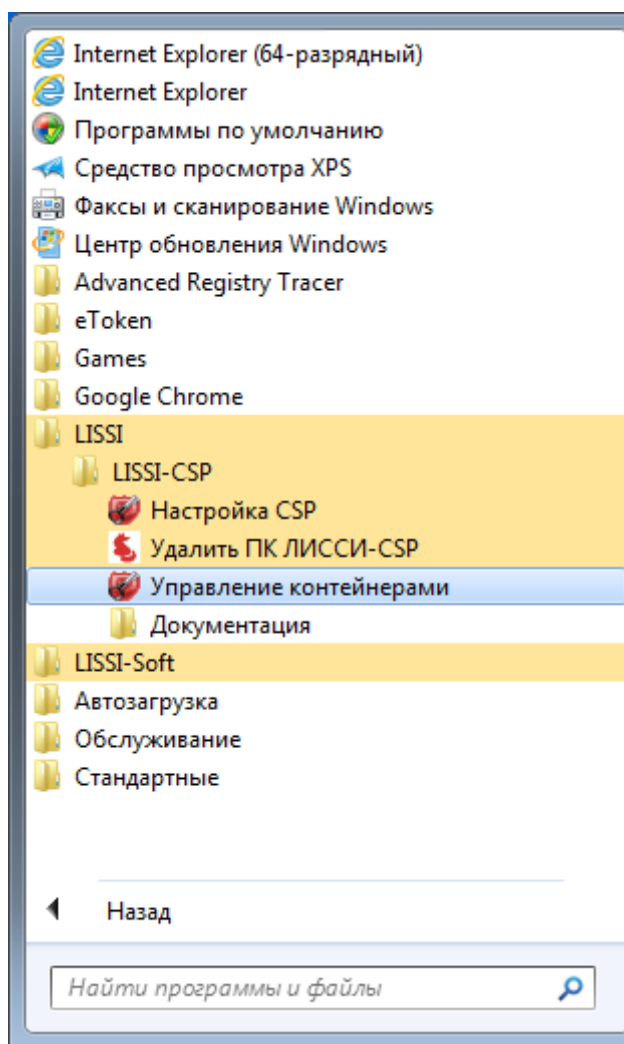 Internet Explorer (64-разрядный)
Internet Explorer
Программы по умолчанию
Средство просмотра XPS
Факсы и сканирование Windows
Центр обновления Windows
Advanced Registry Tracer
eToken
Games
Google Chrome
LISSI
LISSI-CSP
Настройка CSP
Удалить ПК ЛИССИ-CSP
Управление контейнерами
Документация
LISSI-Soft
Автозагрузка
Обслуживание
Стандартные
Назад
Найти программы и файлы